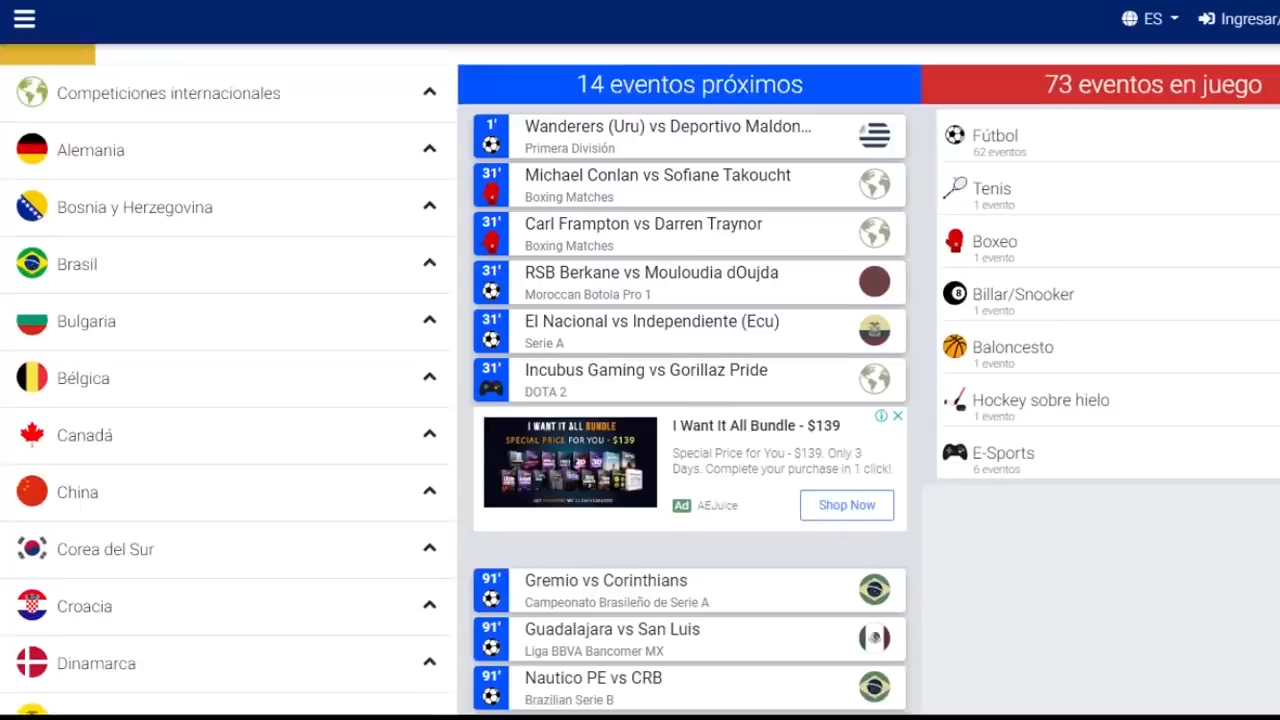 ES
Ingresar/
Competiciones internacionales
Alemania
Bosnia y Herzegovina
Brasil
Bulgaria
Bélgica
Canadá
China
Corea del Sur
Croacia
Dinamarca
14 eventos próximos
1'
Wanderers (Uru) vs Deportivo Maldon...
Primera División
31'
Michael Conlan vs Sofiane Takoucht
Boxing Matches
31'
Carl Frampton vs Darren Traynor
Boxing Matches
31'
RSB Berkane vs Mouloudia dOujda
Moroccan Botola Pro 1
31'
El Nacional vs Independiente (Ecu)
Serie A
31'
Incubus Gaming vs Gorillaz Pride
DOTA 2
I WANT IT ALL BUNDLE
SPECIAL PRICE FOR YOU - $139
I Want It All Bundle - $139
Special Price for You - $139. Only 3
Days. Complete your purchase in 1 click!
Ad AEJuice
Shop Now
91'
Gremio vs Corinthians
Campeonato Brasileño de Serie A
91'
Guadalajara vs San Luis
Liga BBVA Bancomer MX
91'
Nautico PE vs CRB
Brazilian Serie B
73 eventos en juego
Fútbol
62 eventos
Tenis
1 evento
Boxeo
1 evento
Billar/Snooker
1 evento
Baloncesto
1 evento
Hockey sobre hielo
1 evento
E-Sports
6 eventos